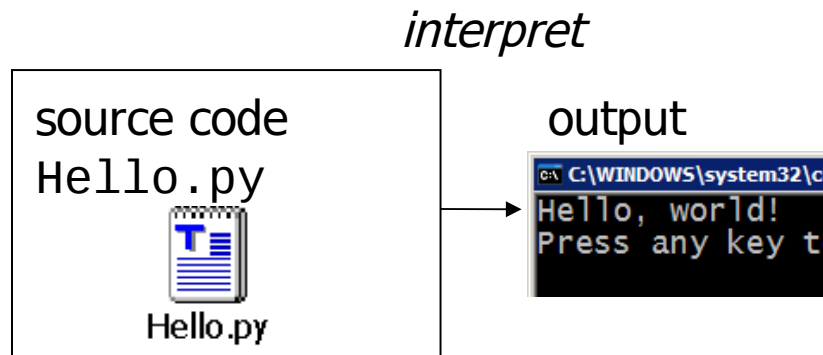 interpret
source code
Hello.py
Hello.py
output
C:\WINDOWS\system32\c
Hello, world!
Press any key t